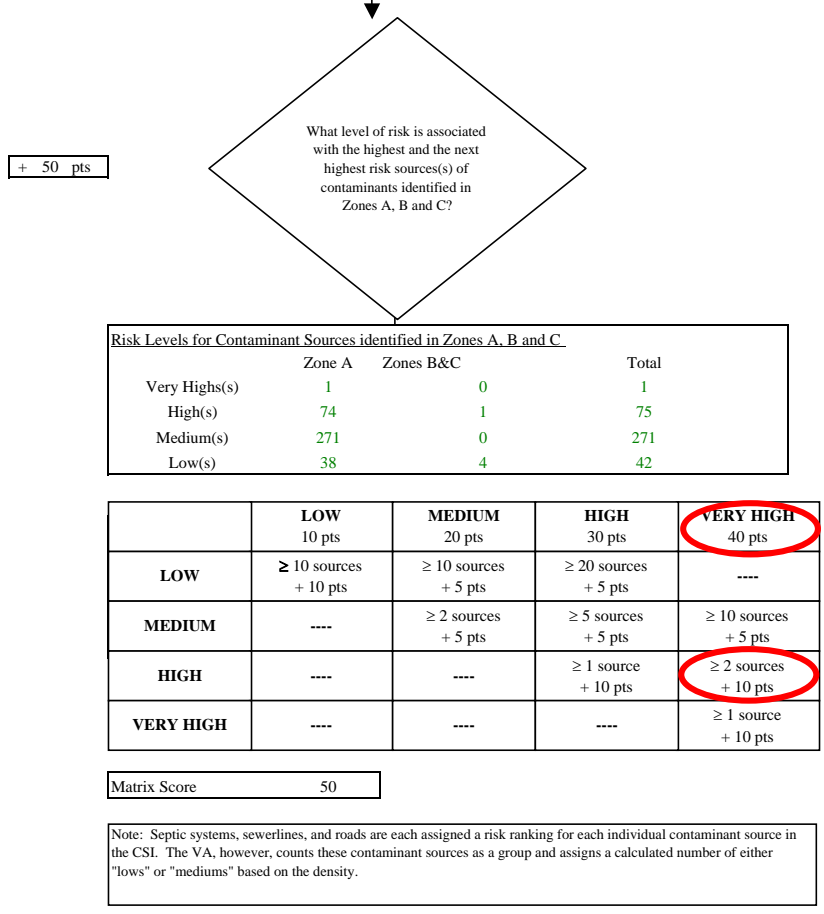 What level of risk is associated
with the highest and the next
highest risk sources(s) of
contaminants identified in
Zones A, B and C?
+ 50 pts
Risk Levels for Contaminant Sources identified in Zones A, B and C
Zone A Zones B&C Total
Very Highs(s) 1 0 1
High(s) 74 1 75
Medium(s) 271 0 271
Low(s) 38 4 42
LOW MEDIUM HIGH VERY HIGH
10 pts 20 pts 30 pts 40 pts
LOW ≥ 10 sources ≥ 10 sources ≥ 20 sources ----
+ 10 pts + 5 pts + 5 pts
MEDIUM ---- ≥ 2 sources ≥ 5 sources ≥ 10 sources
+ 5 pts + 5 pts + 5 pts
HIGH ---- ---- ≥ 1 source ≥ 2 sources
+ 10 pts + 10 pts
VERY HIGH ---- ---- ---- ≥ 1 source
+ 10 pts
Matrix Score 50
Note: Septic systems, sewerlines, and roads are each assigned a risk ranking for each individual contaminant source in
the CSI. The VA, however, counts these contaminant sources as a group and assigns a calculated number of either
"lows" or "mediums" based on the density.